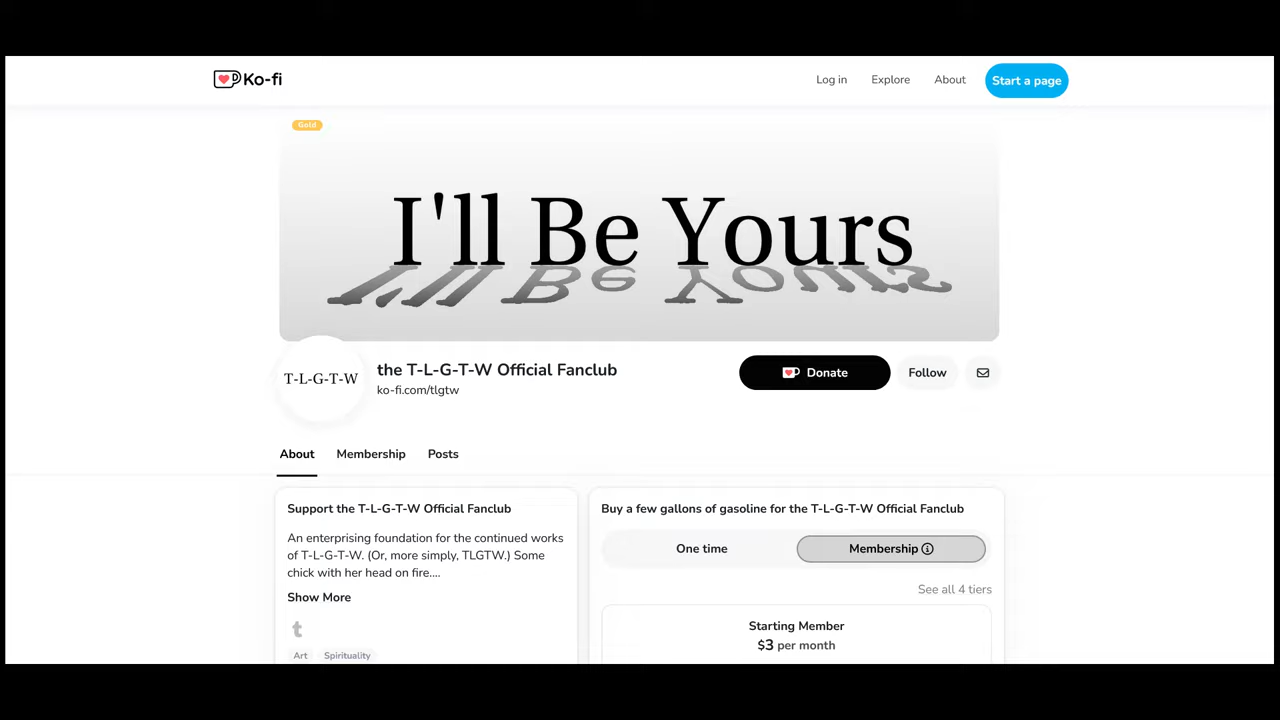 Ko-fi
Log in
Explore
About
Start a page
Gold
I'll Be Yours
I'll Be Yours
T-L-G-T-W
the T-L-G-T-W Official Fanclub
ko-fi.com/tlgtw
Donate
Follow
About
Membership
Posts
Support the T-L-G-T-W Official Fanclub
An enterprising foundation for the continued works
of T-L-G-T-W. (Or, more simply, TLGTW.) Some
chick with her head on fire....
Show More
t
Art
Spirituality
Buy a few gallons of gasoline for the T-L-G-T-W Official Fanclub
One time
Membership
See all 4 tiers
Starting Member
$3 per month